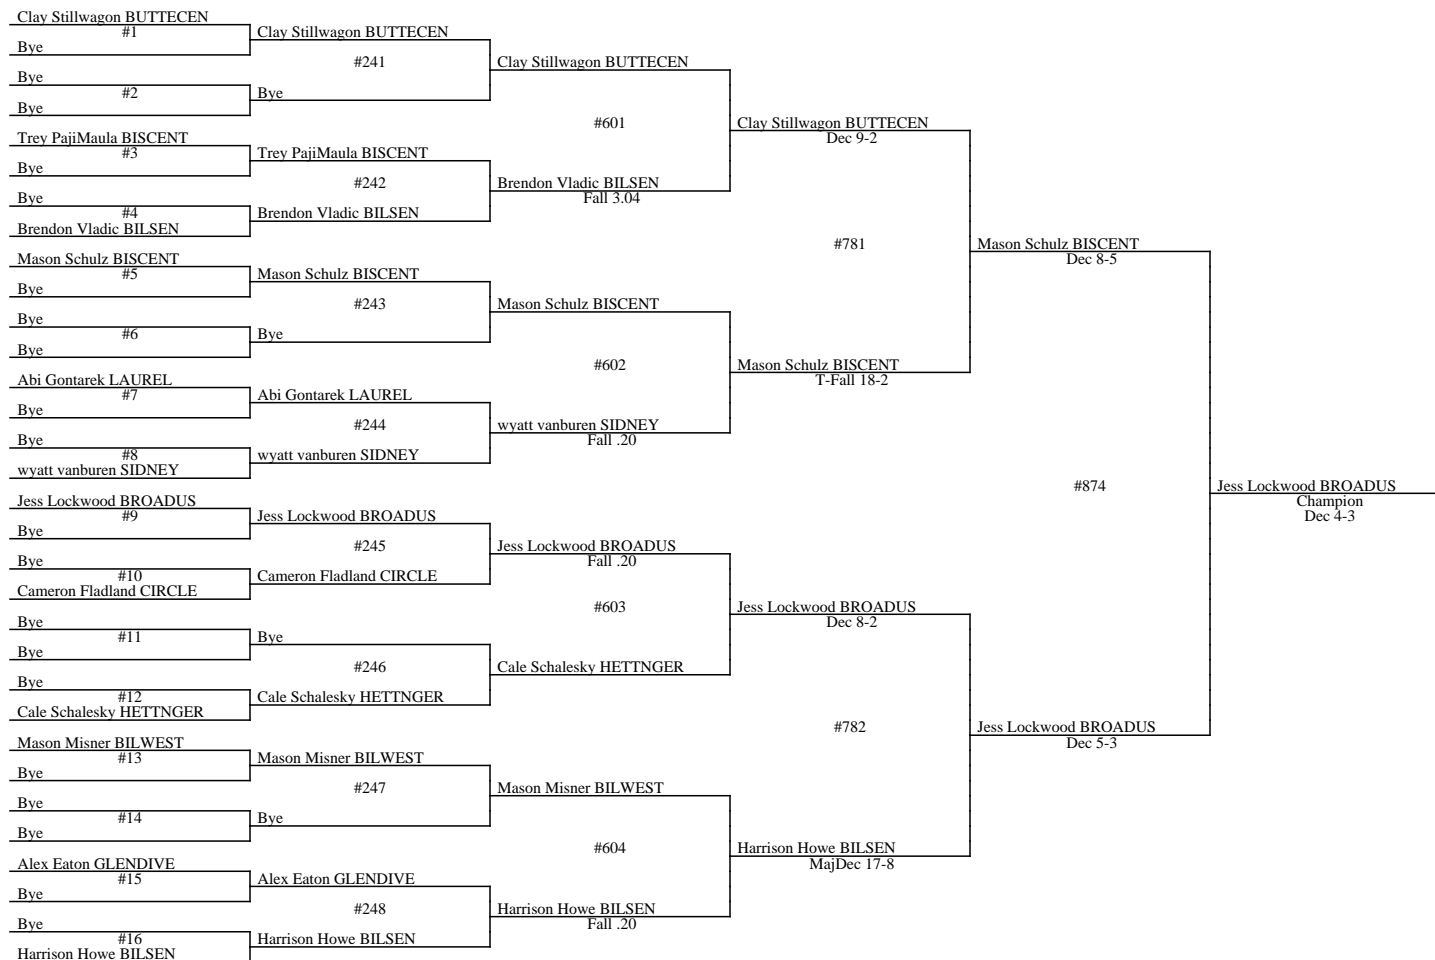 Clay Stillwagon BUTTECEN
#1
Bye
Bye
#2
Bye
Trey PajiMaula BISCENT
#3
Bye
Bye
#4
Brendon Vladic BILSEN
Mason Schulz BISCENT
#5
Bye
Bye
#6
Bye
Abi Gontarek LAUREL
#7
Bye
Bye
#8
wyatt vanburen SIDNEY
Jess Lockwood BROADUS
#9
Bye
Bye
#10
Cameron Fladland CIRCLE
Bye
#11
Bye
Bye
#12
Cale Schalesky HETTNGER
Mason Misner BILWEST
#13
Bye
Bye
#14
Bye
Alex Eaton GLENDIVE
#15
Bye
Bye
#16
Harrison Howe BILSEN
Clay Stillwagon BUTTECEN
#241
Bye
Trey PajiMaula BISCENT
#242
Brendon Vladic BILSEN
Mason Schulz BISCENT
#243
Bye
Abi Gontarek LAUREL
#244
wyatt vanburen SIDNEY
Jess Lockwood BROADUS
#245
Cameron Fladland CIRCLE
Bye
#246
Cale Schalesky HETTNGER
Mason Misner BILWEST
#247
Bye
Alex Eaton GLENDIVE
#248
Harrison Howe BILSEN
Clay Stillwagon BUTTECEN
#601
Brendon Vladic BILSEN
Fall 3.04
Mason Schulz BISCENT
#602
wyatt vanburen SIDNEY
Fall .20
Jess Lockwood BROADUS
Fall .20
#603
Cale Schalesky HETTNGER
Mason Misner BILWEST
#604
Harrison Howe BILSEN
Fall .20
Clay Stillwagon BUTTECEN
Dec 9-2
#781
Mason Schulz BISCENT
T-Fall 18-2
Jess Lockwood BROADUS
Dec 8-2
#782
Harrison Howe BILSEN
MajDec 17-8
Mason Schulz BISCENT
Dec 8-5
#874
Jess Lockwood BROADUS
Dec 5-3
Jess Lockwood BROADUS
Champion
Dec 4-3